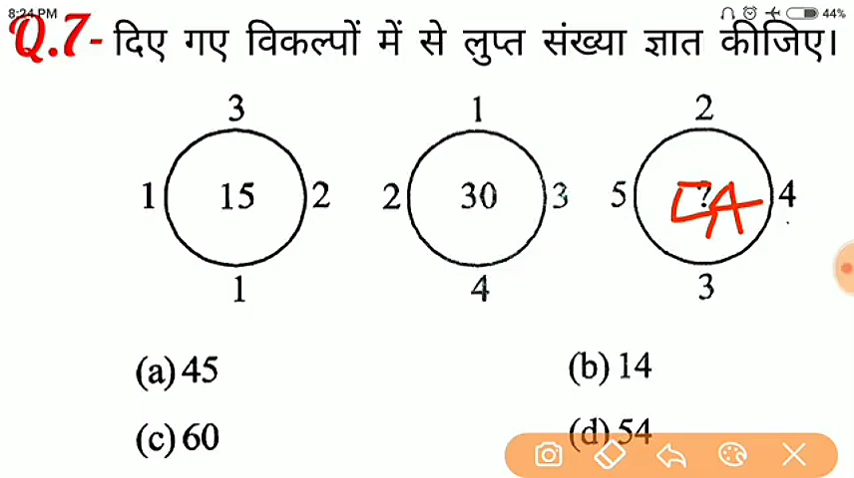 8:24 PM 44%
Q.7- दिए गए विकल्पों में से लुप्त संख्या ज्ञात कीजिए।
3 1 2
1 15 2 2 30 3 5 ? 4
1 4 3
(a) 45 (b) 14
(c) 60 (d) 54